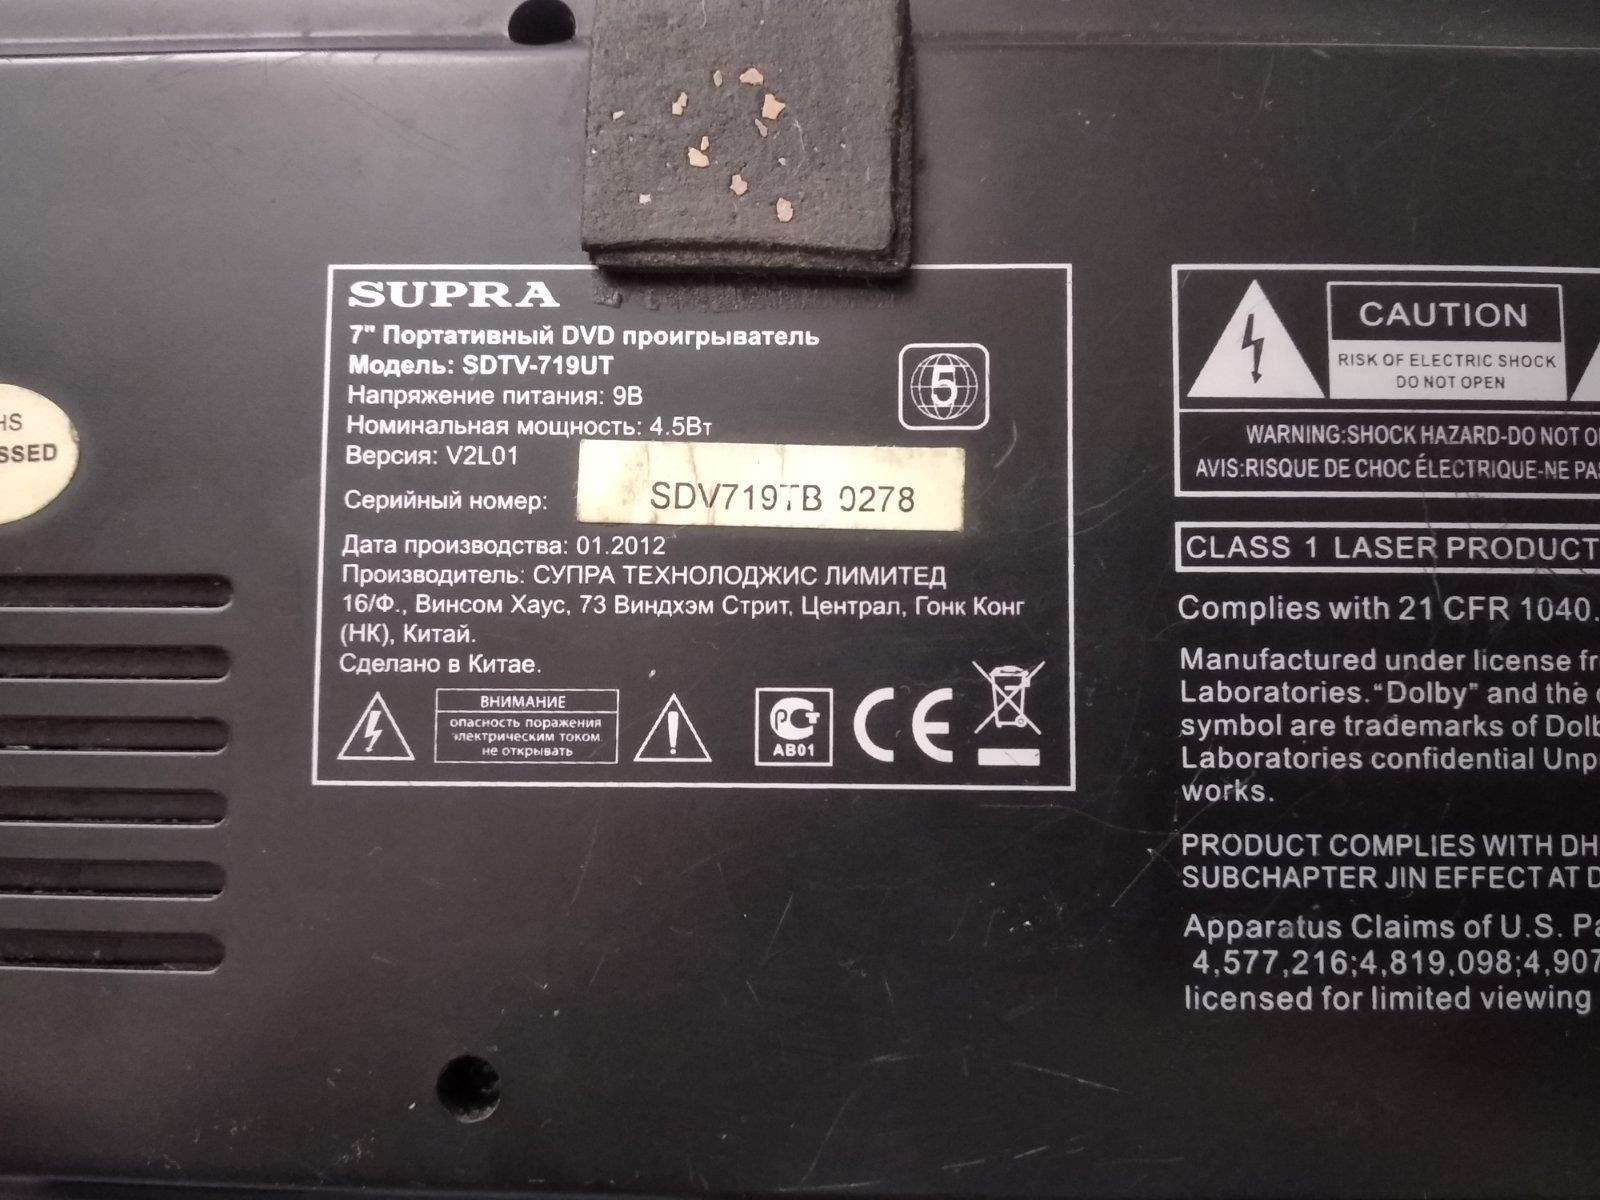 SUPRA
7" Портативный DVD проигрыватель
Модель: SDTV-719UT
Напряжение питания: 9В
Номинальная мощность: 4.5Вт
Версия: V2L01
Серийный номер: SDV719TB 0278
Дата производства: 01.2012
Производитель: СУПРА ТЕХНОЛОДЖИС ЛИМИТЕД
16/Ф., Винсом Хаус, 73 Виндхэм Стрит, Централ, Гонк Конг
(НК), Китай.
Сделано в Китае.
ВНИМАНИЕ
опасность поражения
электрическим током
не открывать
РСТ
АВ01
CE
5
HS
SSED
CAUTION
RISK OF ELECTRIC SHOCK
DO NOT OPEN
WARNING:SHOCK HAZARD-DO NOT
AVIS:RISQUE DE CHOC ÉLECTRIQUE-NE
CLASS 1 LASER PRODUCT
Complies with 21 CFR 1040.
Manufactured under license
Laboratories.“Dolby” and the
symbol are trademarks of
Laboratories confidential
works.
PRODUCT COMPLIES WITH DH
SUBCHAPTER JIN EFFECT AT
Apparatus Claims of U.S.
4,577,216;4,819,098;4,907
licensed for limited viewing